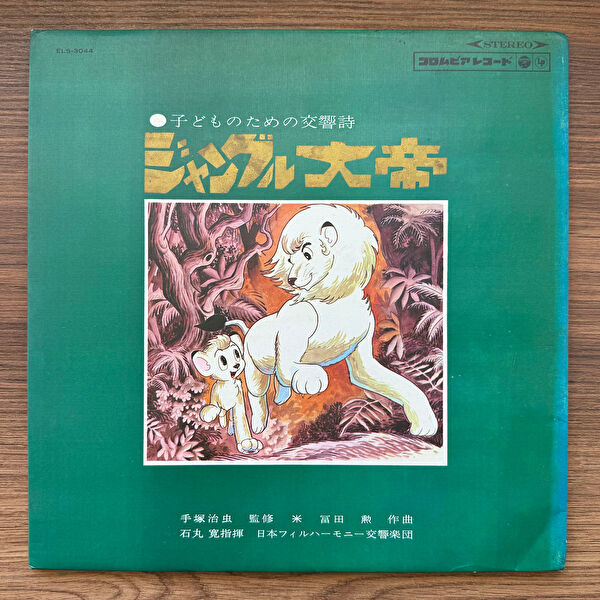 ELS-3044
STEREO
コロムビアレコード LP
●子どものための交響詩
ジャングル大帝
手塚治虫 監修 米 冨田 勲 作曲
石丸 寛指揮 日本フィルハーモニー交響楽団